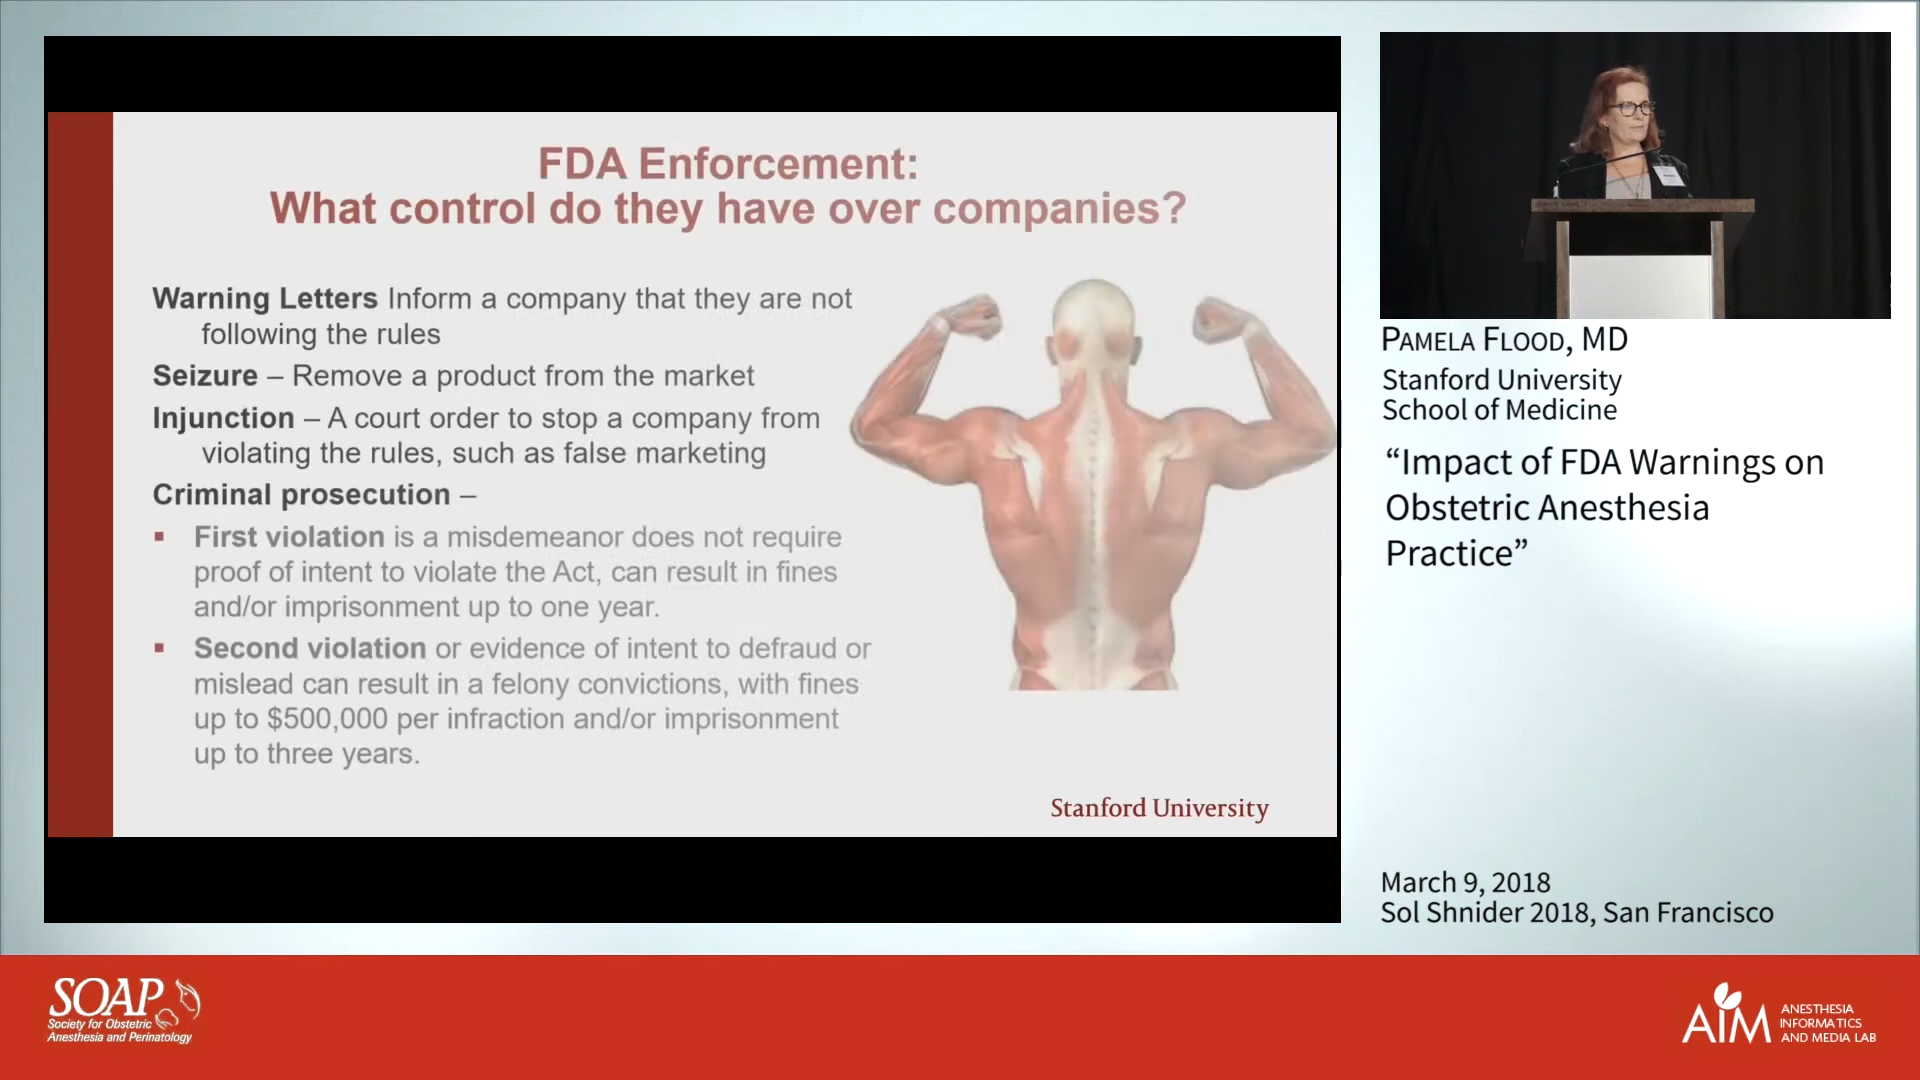 FDA Enforcement:
What control do they have over companies?
Warning Letters Inform a company that they are not
following the rules
Seizure – Remove a product from the market
Injunction – A court order to stop a company from
violating the rules, such as false marketing
Criminal prosecution –
▪ First violation is a misdemeanor does not require
proof of intent to violate the Act, can result in fines
and/or imprisonment up to one year.
▪ Second violation or evidence of intent to defraud or
mislead can result in a felony convictions, with fines
up to $500,000 per infraction and/or imprisonment
up to three years.
Stanford University
PAMELA FLOOD, MD
Stanford University
School of Medicine
“Impact of FDA Warnings on
Obstetric Anesthesia
Practice”
March 9, 2018
Sol Shnider 2018, San Francisco
SOAP
Society for Obstetric
Anesthesia and Perinatology
AIM
ANESTHESIA
INFORMATICS
AND MEDIA LAB